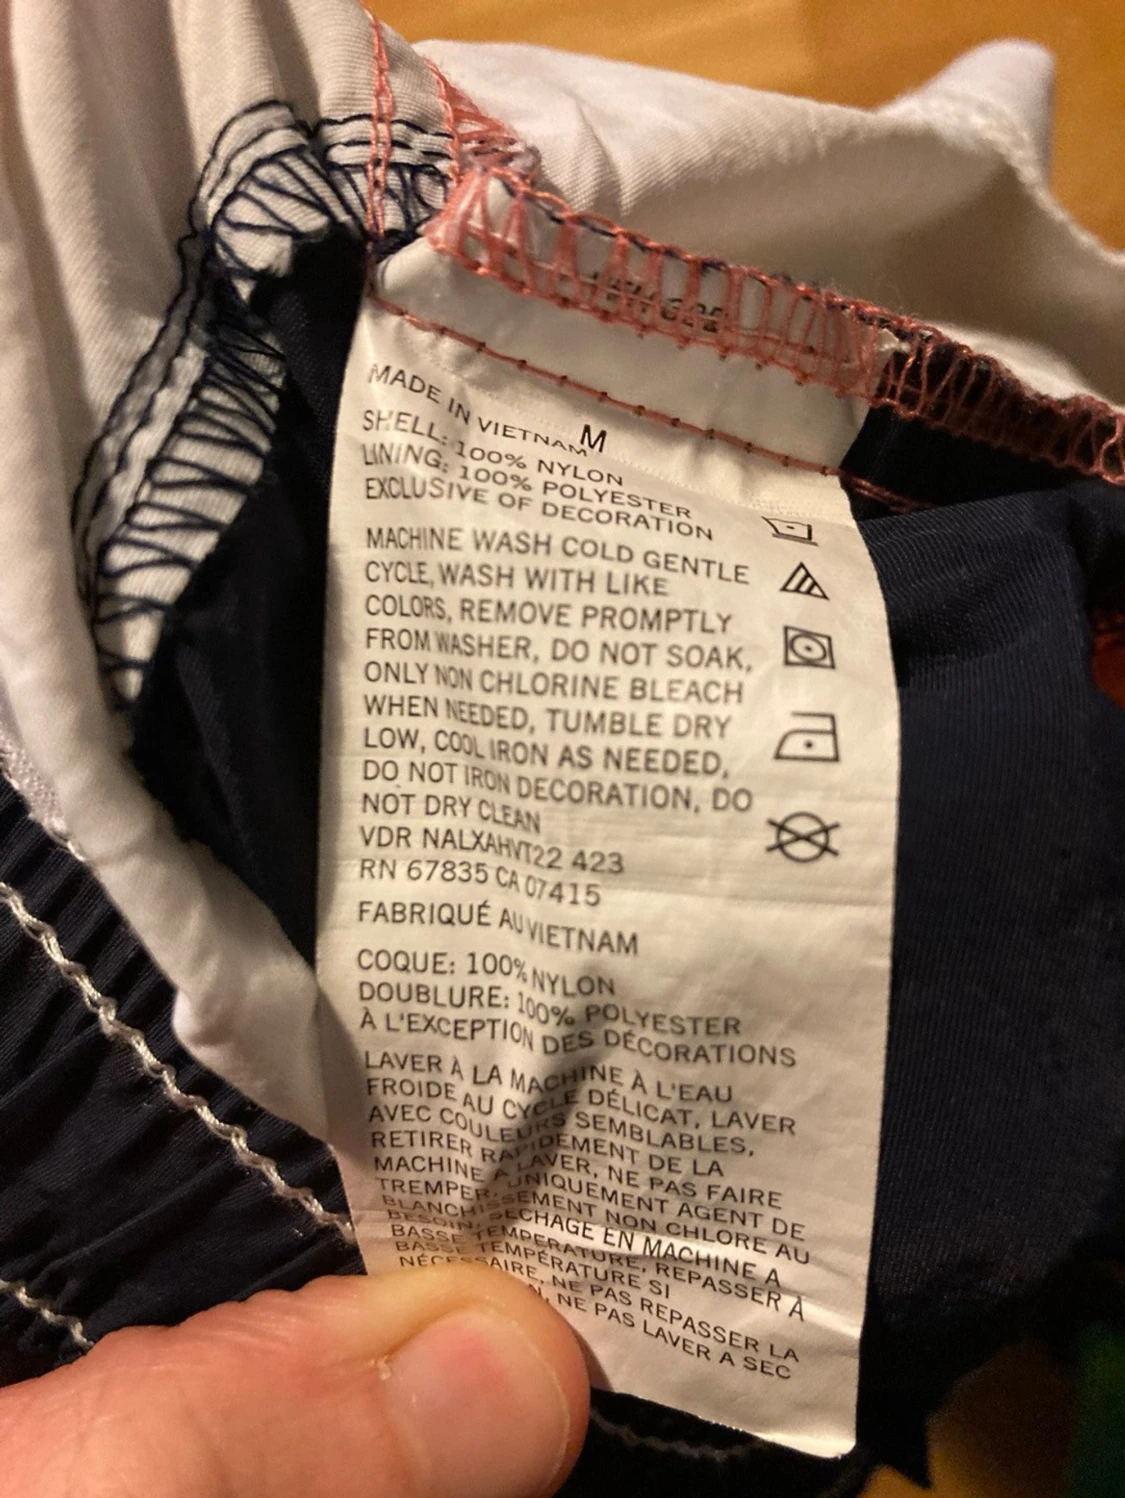 MADE IN VIETNAM
M
SHELL: 100% NYLON
LINING: 100% POLYESTER
EXCLUSIVE OF DECORATION
MACHINE WASH COLD GENTLE
CYCLE, WASH WITH LIKE
COLORS, REMOVE PROMPTLY
FROM WASHER, DO NOT SOAK,
ONLY NON CHLORINE BLEACH
WHEN NEEDED, TUMBLE DRY
LOW, COOL IRON AS NEEDED,
DO NOT IRON DECORATION, DO
NOT DRY CLEAN
VDR NALXAHVT22 423
RN 67835 CA 07415
FABRIQUÉ AU VIETNAM
COQUE: 100% NYLON
DOUBLURE: 100% POLYESTER
À L'EXCEPTION DES DÉCORATIONS
LAVER À LA MACHINE À L'EAU
FROIDE AU CYCLE DÉLICAT, LAVER
AVEC COULEURS SEMBLABLES,
RETIRER RAPIDEMENT DE LA
MACHINE A LAVER, NE PAS FAIRE
TREMPER, UNIQUEMENT AGENT DE
BLANCHISSEMENT NON CHLORE AU
BESOIN, SECHAGE EN MACHINE A
BASSE TEMPERATURE, REPASSER À
BASSE TEMPÉRATURE SI
NÉCESSAIRE, NE PAS REPASSER LA
NE PAS LAVER A SEC